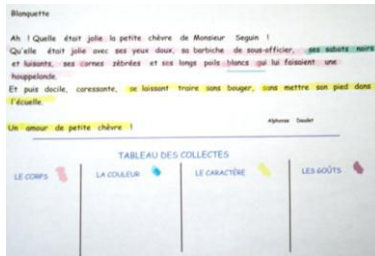 Blanquette
Ah ! Quelle était jolie la petite chèvre de Monsieur Seguin !
Qu'elle était jolie avec ses yeux doux, sa barbiche de sous-officier, ses sabots noirs
et luisants, ses cornes zébrées et ses longs poils blancs qui lui faisaient une
houppelande.
Et puis docile, caressante, se laissant traire sans bouger, sans mettre son pied dans
l'écuelle.
Un amour de petite chèvre !
Alphonse Daudet
TABLEAU DES COLLECTES
LE CORPS LA COULEUR LE CARACTÈRE LES GOÛTS